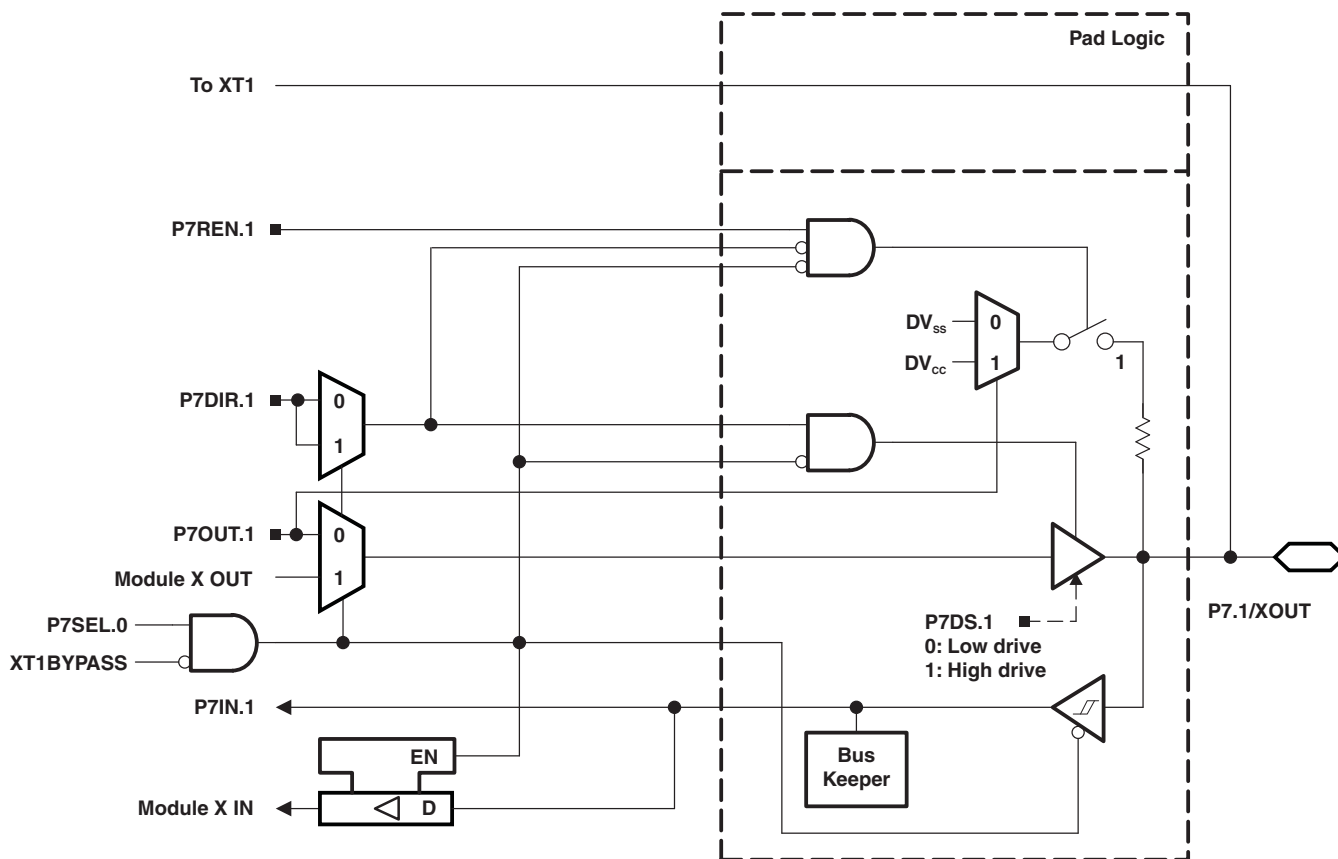 Pad Logic
To XT1
P7REN.1
DVss
0
DVcc
1
1
P7DIR.1
0
1
P7OUT.1
0
Module X OUT
1
P7SEL.0
XT1BYPASS
P7DS.1
0: Low drive
1: High drive
P7.1/XOUT
P7IN.1
EN
Bus
Keeper
Module X IN
D